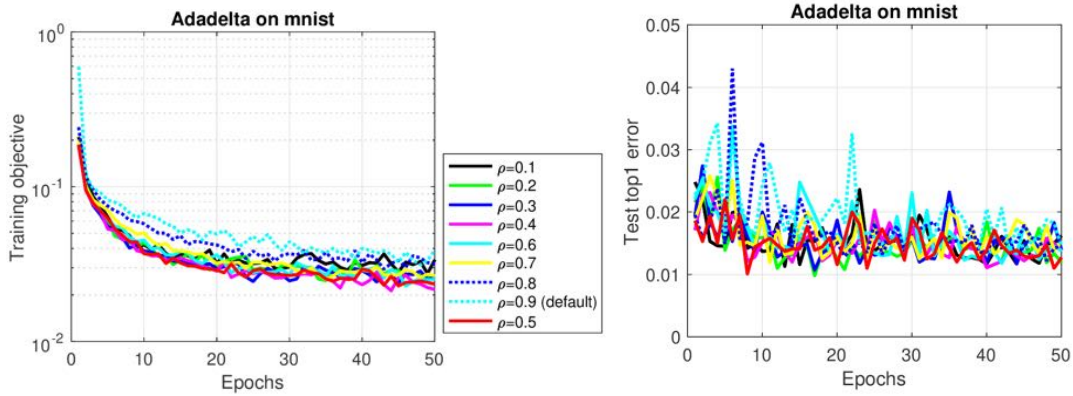 Adadelta on mnist
10^0
10^-1
10^-2
Training objective
0 10 20 30 40 50
Epochs
ρ=0.1
ρ=0.2
ρ=0.3
ρ=0.4
ρ=0.6
ρ=0.7
ρ=0.8
ρ=0.9 (default)
ρ=0.5
Adadelta on mnist
0.05
0.04
0.03
0.02
0.01
0
Test top1 error
0 10 20 30 40 50
Epochs